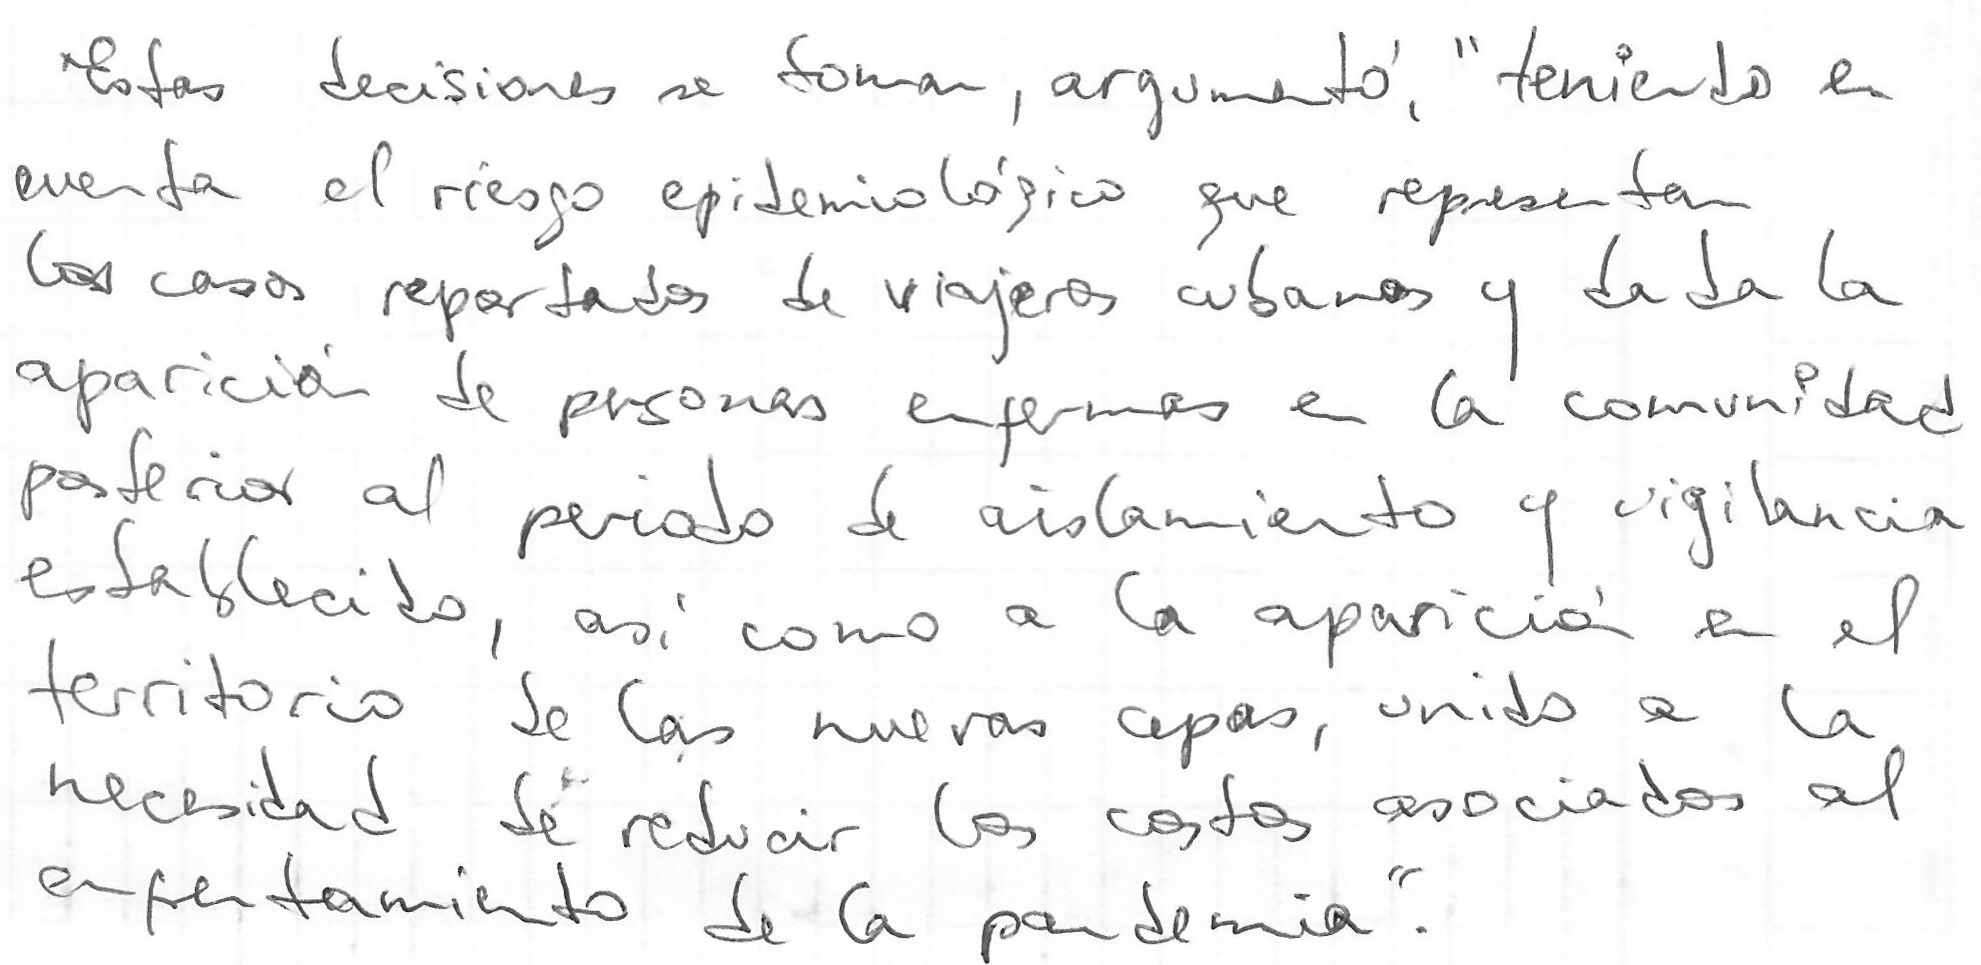 "Estas decisiones se toman, argumentó, "teniendo en
cuenta el riesgo epidemiológico que representan
los casos reportados de viajeros cubanos y dada la
aparición de personas enfermas en la comunidad
posterior al periodo de aislamiento y vigilancia
establecido, así como a la aparición en el
territorio de las nuevas cepas, unido a la
necesidad de reducir los costos asociados al
enfrentamiento de la pandemia".